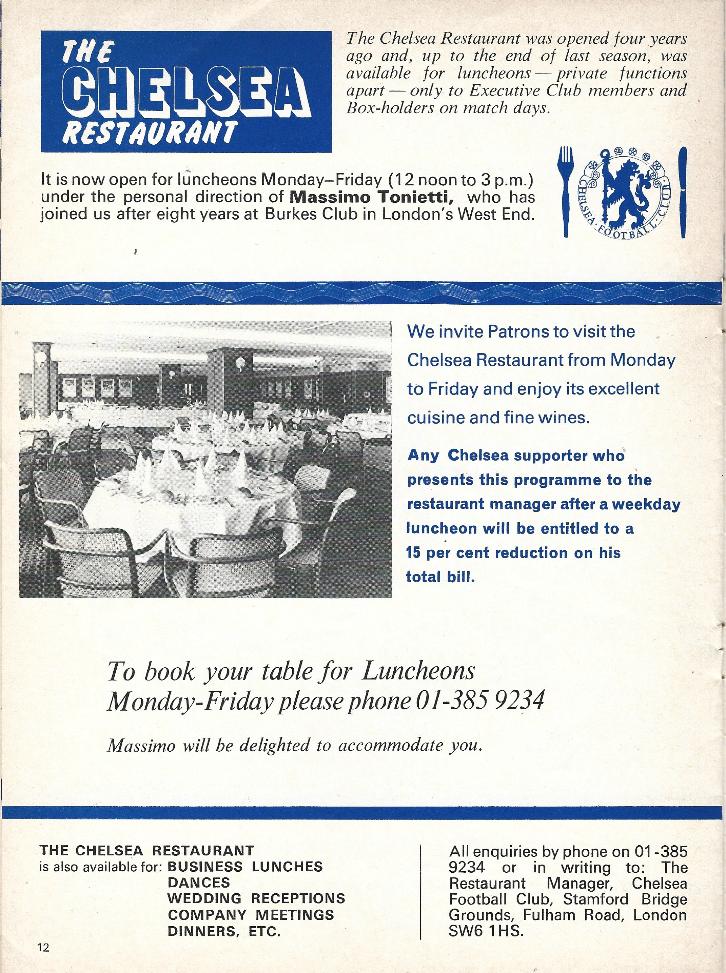 THE
CHELSEA
RESTAURANT
The Chelsea Restaurant was opened four years
ago and, up to the end of last season, was
available for luncheons — private functions
apart — only to Executive Club members and
Box-holders on match days.
It is now open for luncheons Monday–Friday (12 noon to 3 p.m.)
under the personal direction of Massimo Tonietti, who has
joined us after eight years at Burkes Club in London's West End.
CHELSEA FOOTBALL CLUB
We invite Patrons to visit the
Chelsea Restaurant from Monday
to Friday and enjoy its excellent
cuisine and fine wines.
Any Chelsea supporter who
presents this programme to the
restaurant manager after a weekday
luncheon will be entitled to a
15 per cent reduction on his
total bill.
To book your table for Luncheons
Monday-Friday please phone 01-385 9234
Massimo will be delighted to accommodate you.
THE CHELSEA RESTAURANT
is also available for: BUSINESS LUNCHES
DANCES
WEDDING RECEPTIONS
COMPANY MEETINGS
DINNERS, ETC.
All enquiries by phone on 01-385
9234 or in writing to: The
Restaurant Manager, Chelsea
Football Club, Stamford Bridge
Grounds, Fulham Road, London
SW6 1HS.
12